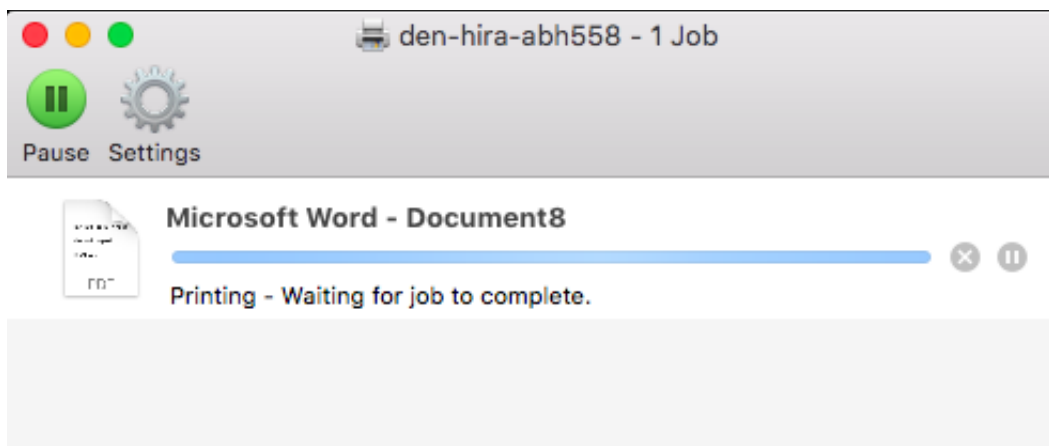 den-hira-abh558 - 1 Job
Pause Settings
Microsoft Word - Document8
Printing - Waiting for job to complete.